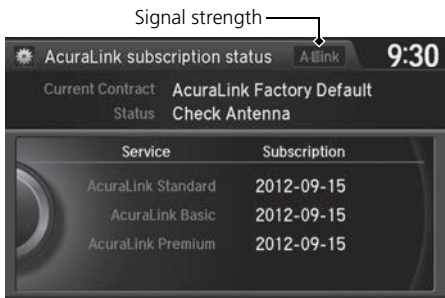 Signal strength
AcuraLink subscription status
9:30
Current Contract AcuraLink Factory Default
Status Check Antenna
Service Subscription
AcuraLink Standard 2012-09-15
AcuraLink Basic 2012-09-15
AcuraLink Premium 2012-09-15